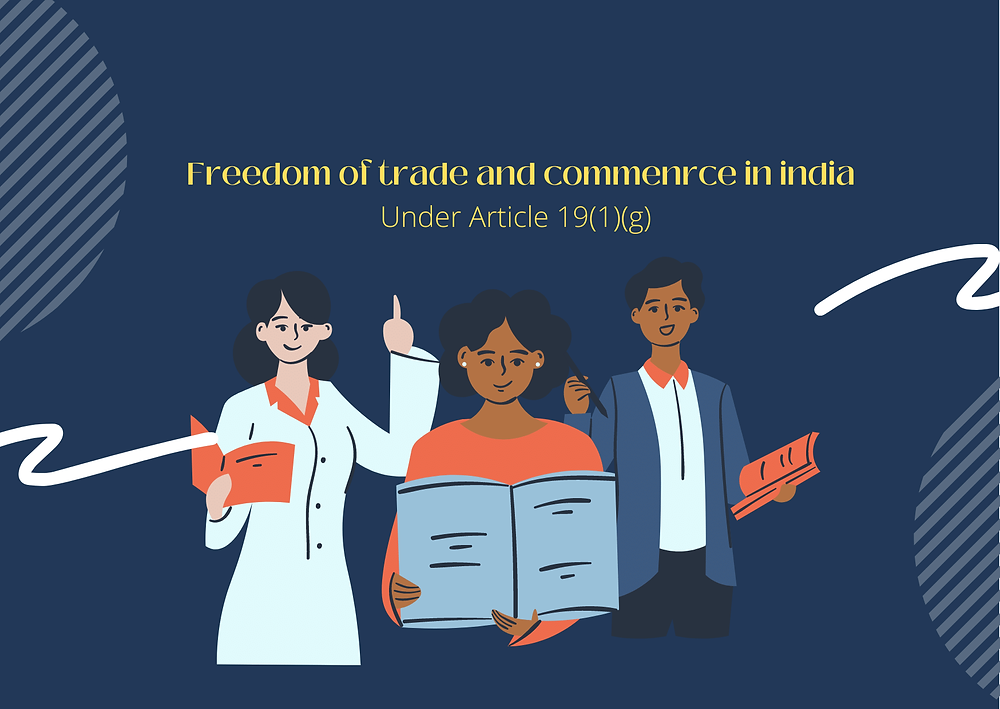 Freedom of trade and commenrce in india
Under Article 19(1)(g)